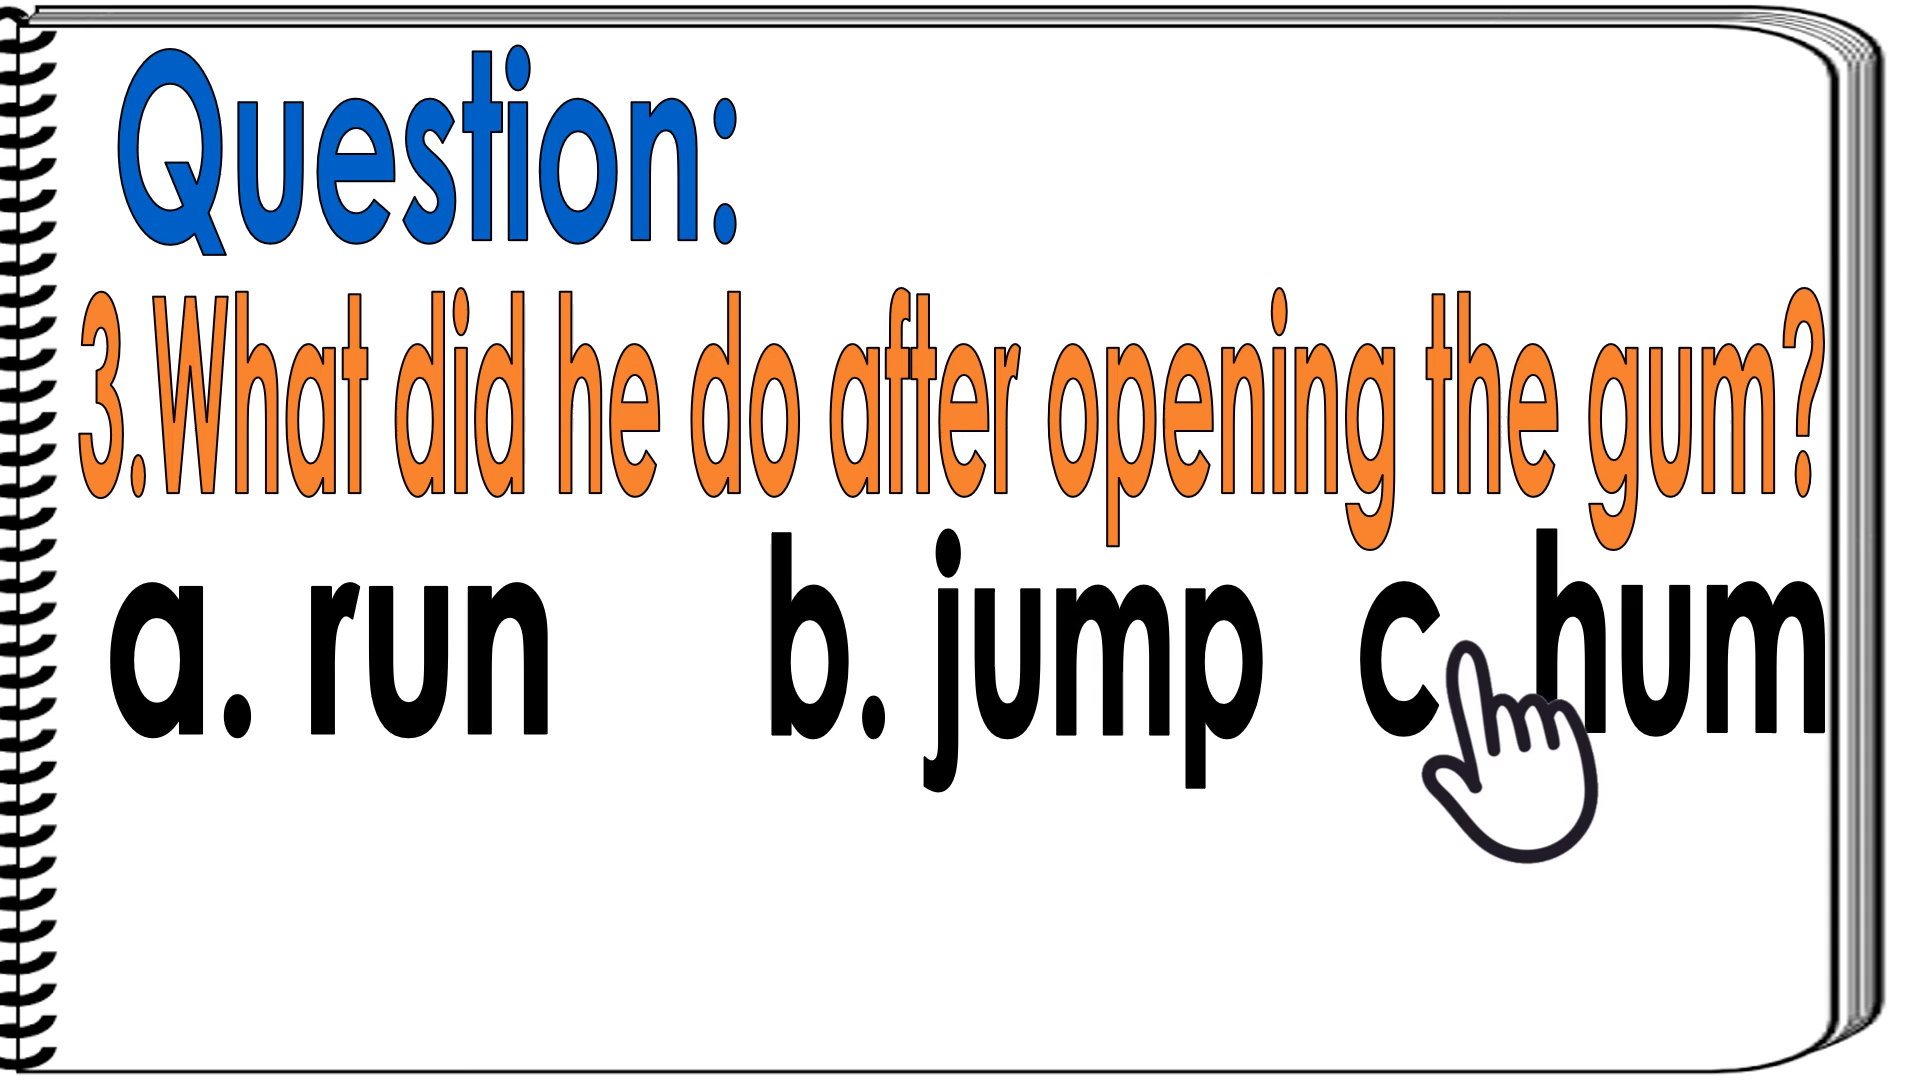 Question:
3.What did he do after opening the gum?
a. run b. jump c. hum